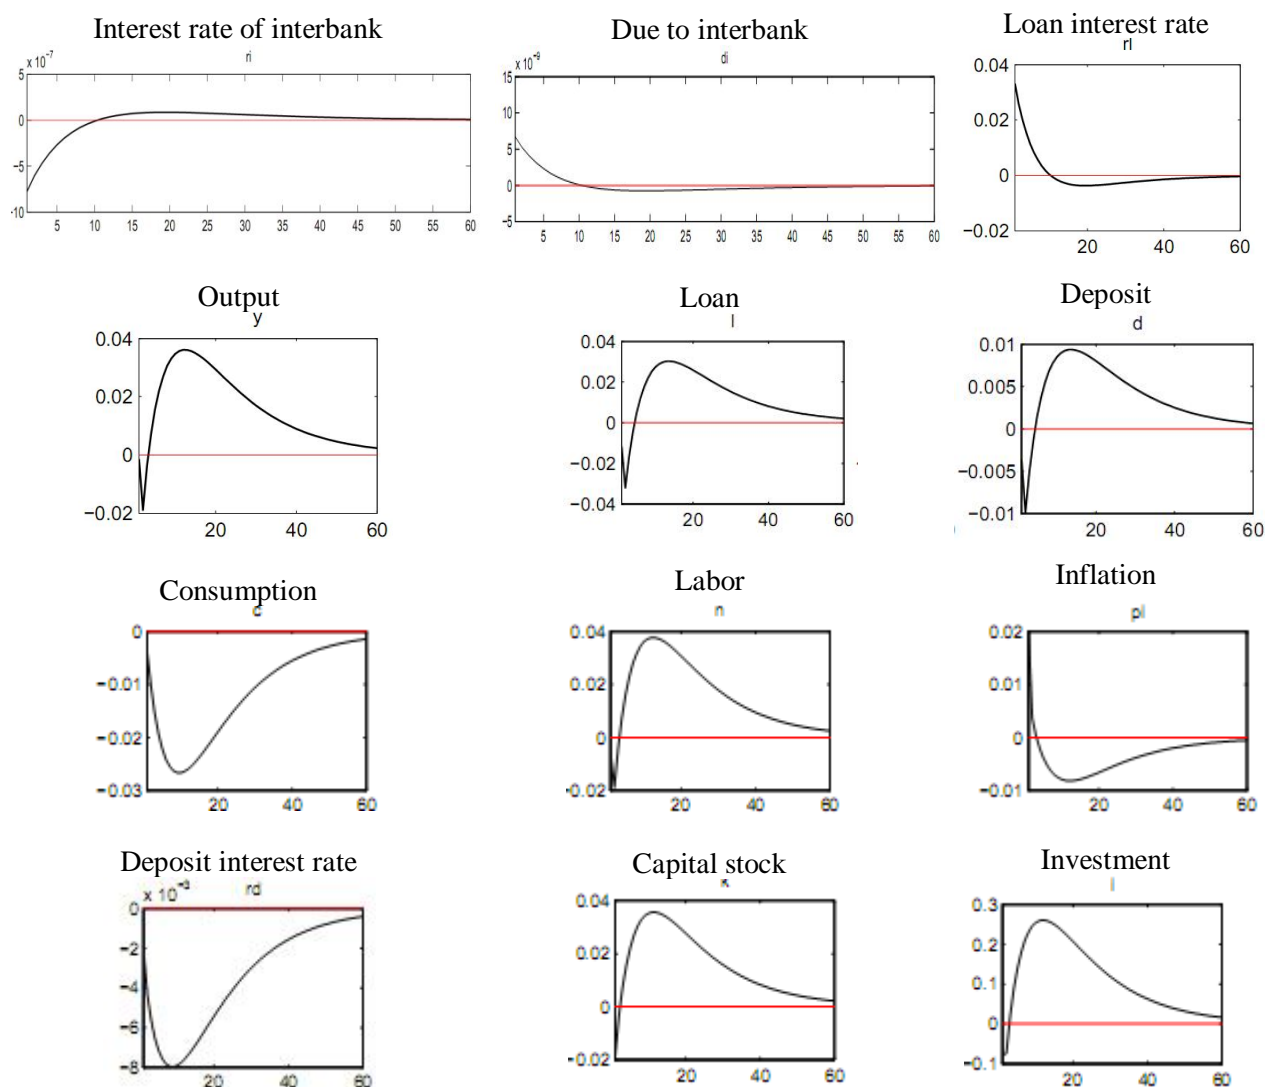 Interest rate of interbank
ri
x 10⁻⁷
5
0
-5
-10
5 10 15 20 25 30 35 40 45 50 55 60
Due to interbank
di
x 10⁻⁹
15
10
5
0
-5
5 10 15 20 25 30 35 40 45 50 55 60
Loan interest rate
rl
0.04
0.02
0
−0.02
20 40 60
Output
y
0.04
0.02
0
−0.02
20 40 60
Loan
l
0.04
0.02
0
−0.02
−0.04
20 40 60
Deposit
d
0.01
0.005
0
−0.005
−0.01
20 40 60
Consumption
c
0
−0.01
−0.02
−0.03
20 40 60
Labor
n
0.04
0.02
0
−0.02
20 40 60
Inflation
pi
0.02
0.01
0
−0.01
20 40 60
Deposit interest rate
x 10⁻³
rd
0
−2
−4
−6
−8
20 40 60
Capital stock
k
0.04
0.02
0
−0.02
20 40 60
Investment
I
0.3
0.2
0.1
0
−0.1
20 40 60